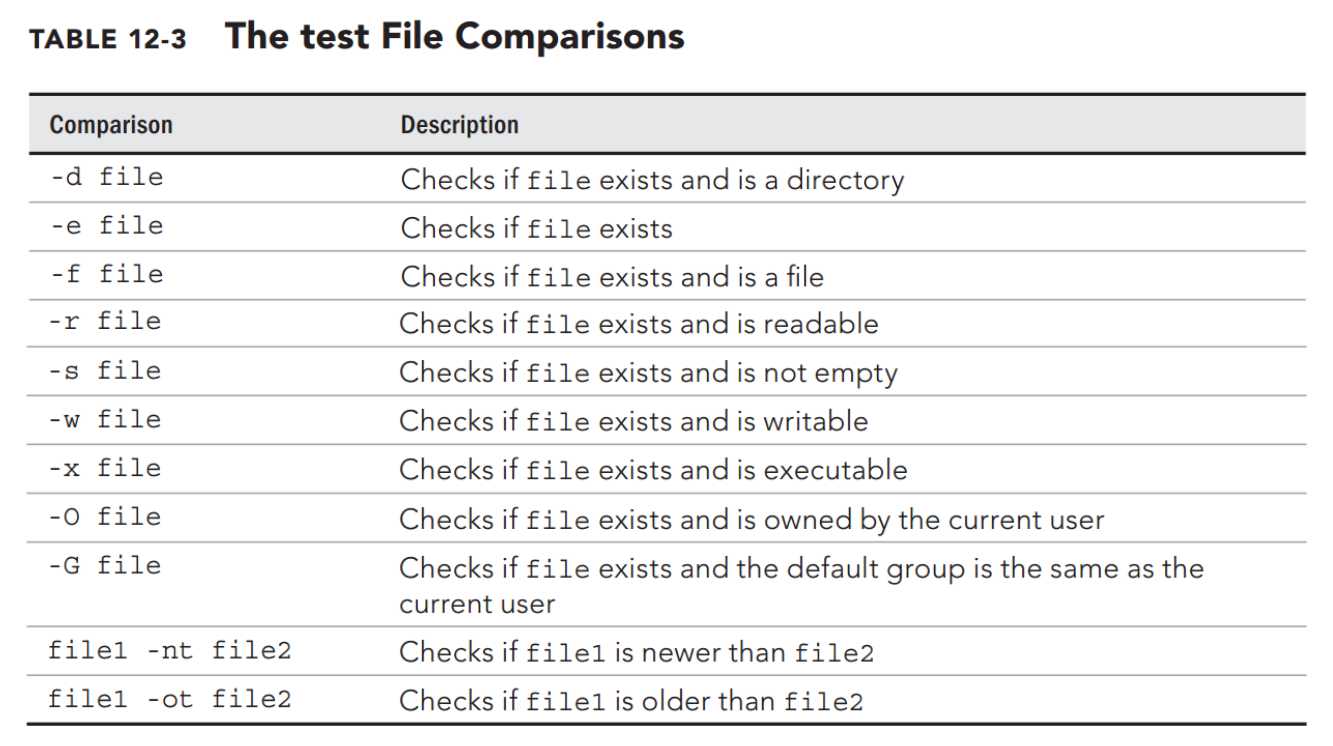 TABLE 12-3 The test File Comparisons
Comparison Description
-d file Checks if file exists and is a directory
-e file Checks if file exists
-f file Checks if file exists and is a file
-r file Checks if file exists and is readable
-s file Checks if file exists and is not empty
-w file Checks if file exists and is writable
-x file Checks if file exists and is executable
-O file Checks if file exists and is owned by the current user
-G file Checks if file exists and the default group is the same as the
current user
file1 -nt file2 Checks if file1 is newer than file2
file1 -ot file2 Checks if file1 is older than file2